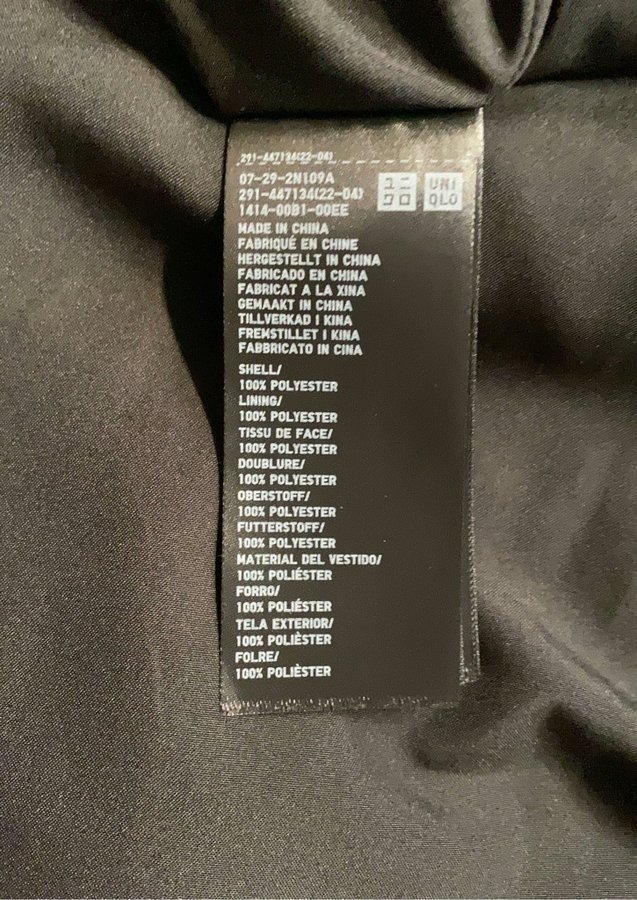 291-447134(22-04)
07-29-2N109A
291-447134(22-04)
1414-00B1-00EE
ユニ
クロ
UNI
QLO
MADE IN CHINA
FABRIQUÉ EN CHINE
HERGESTELLT IN CHINA
FABRICADO EN CHINA
FABRICAT A LA XINA
GEMAAKT IN CHINA
TILLVERKAD I KINA
FREMSTILLET I KINA
FABBRICATO IN CINA
SHELL/
100% POLYESTER
LINING/
100% POLYESTER
TISSU DE FACE/
100% POLYESTER
DOUBLURE/
100% POLYESTER
OBERSTOFF/
100% POLYESTER
FUTTERSTOFF/
100% POLYESTER
MATERIAL DEL VESTIDO/
100% POLIÉSTER
FORRO/
100% POLIÉSTER
TELA EXTERIOR/
100% POLIÈSTER
FOLRE/
100% POLIÈSTER